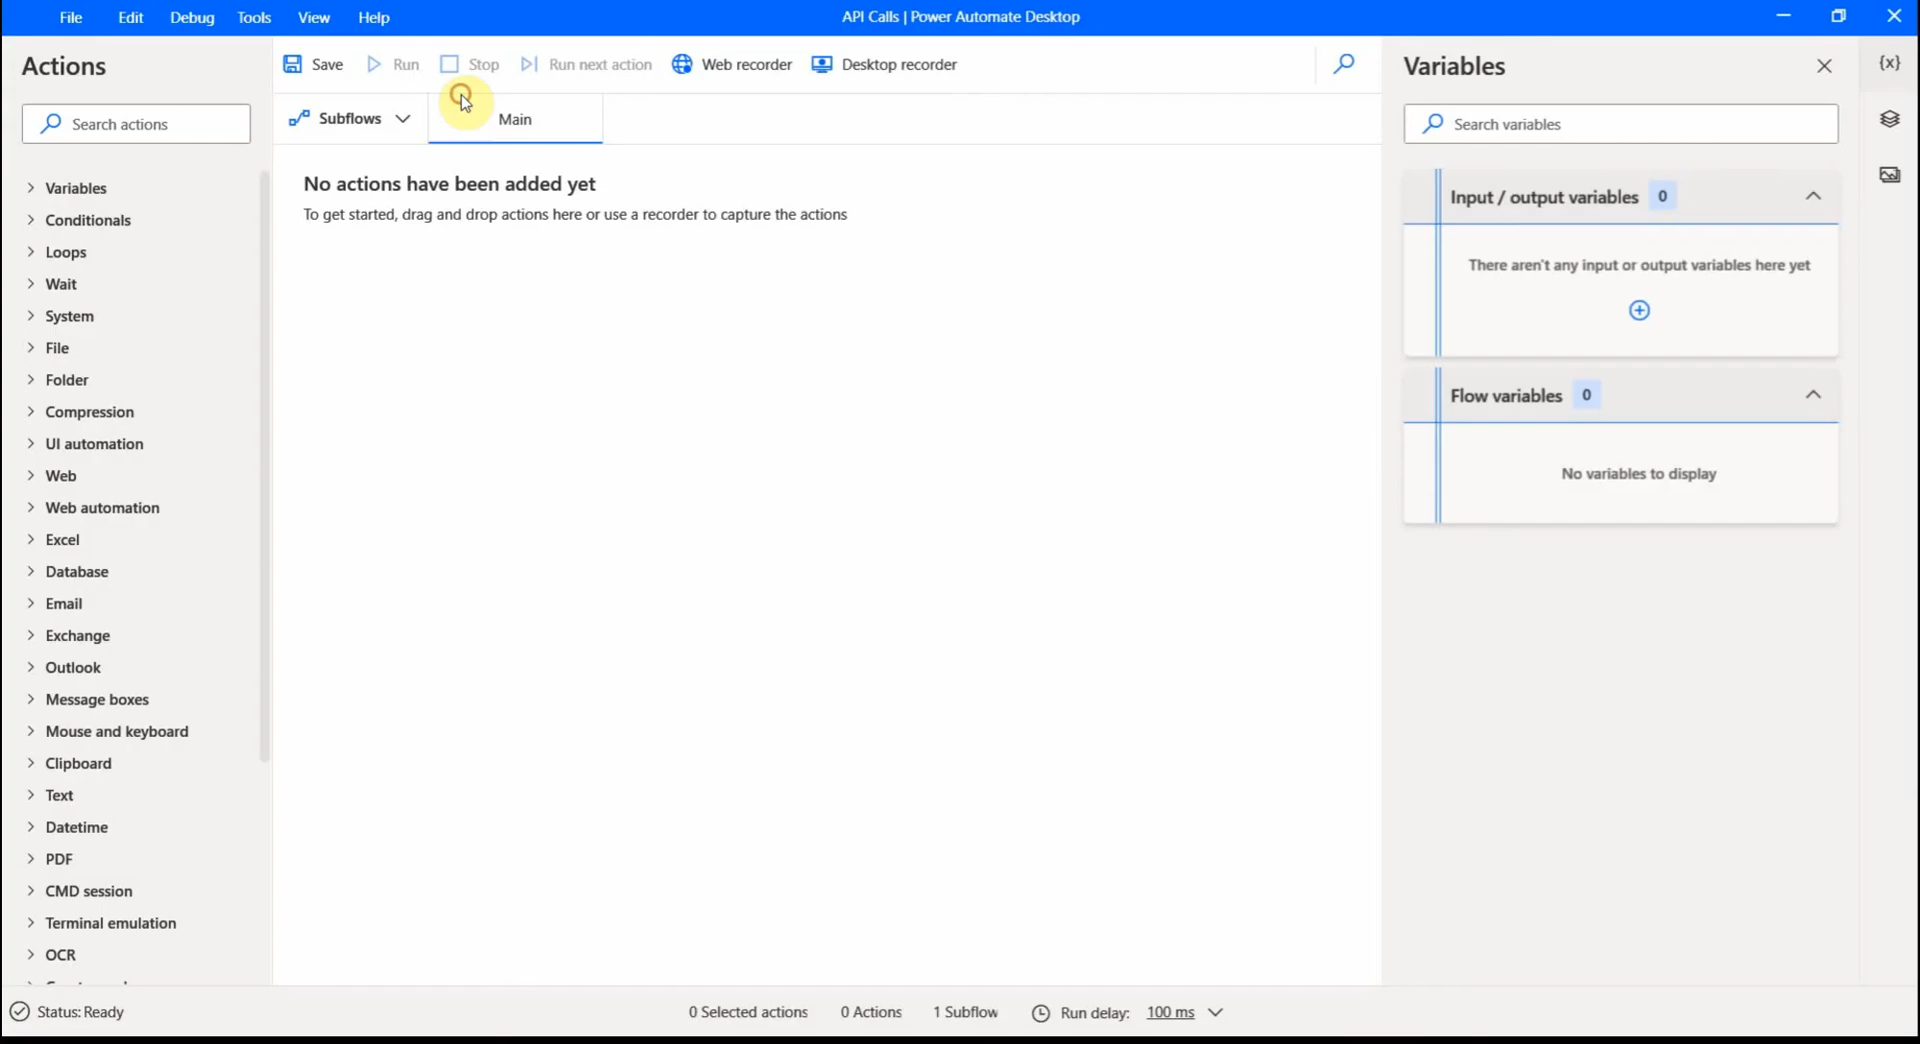 File Edit Debug Tools View Help
API Calls | Power Automate Desktop
Actions
Search actions
Variables
Conditionals
Loops
Wait
System
File
Folder
Compression
UI automation
Web
Web automation
Excel
Database
Email
Exchange
Outlook
Message boxes
Mouse and keyboard
Clipboard
Text
Datetime
PDF
CMD session
Terminal emulation
OCR
Save Run Stop Run next action Web recorder Desktop recorder
Subflows Main
No actions have been added yet
To get started, drag and drop actions here or use a recorder to capture the actions
Variables
{x}
Search variables
Input / output variables 0
There aren't any input or output variables here yet
Flow variables 0
No variables to display
Status: Ready 0 Selected actions 0 Actions 1 Subflow Run delay: 100 ms